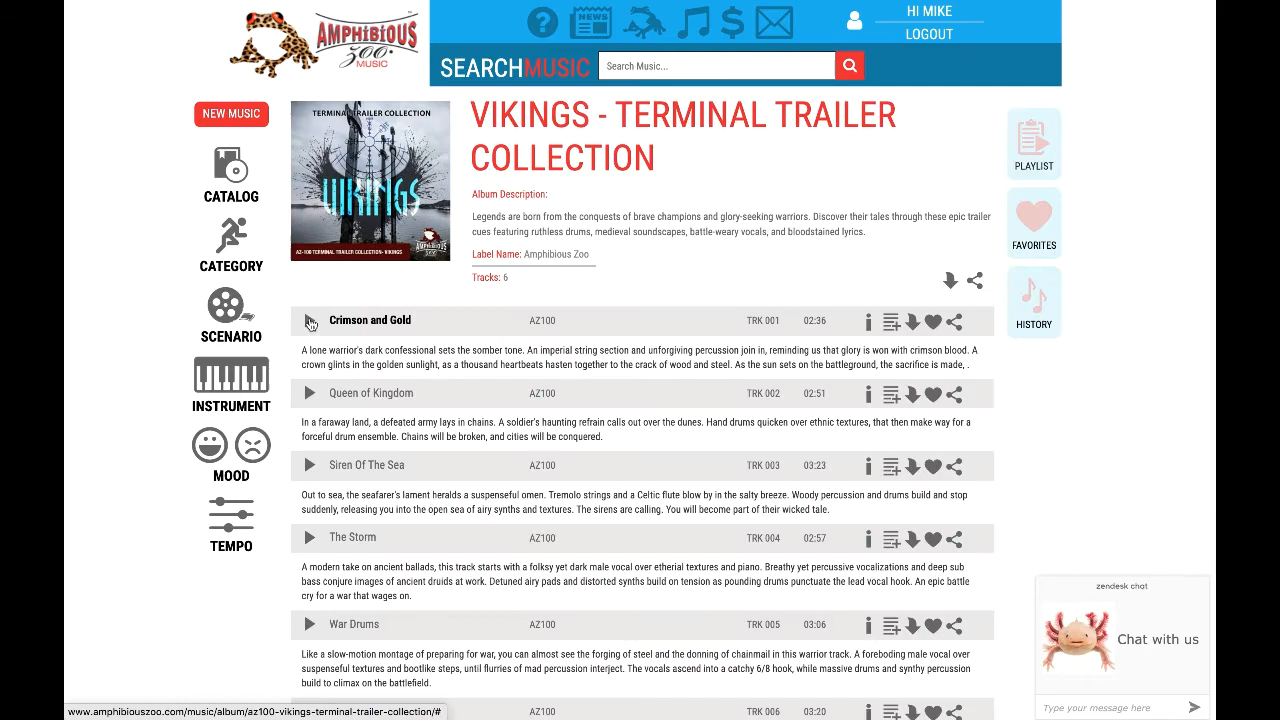 AMPHIBIOUS
ZOO
MUSIC
NEWS
HI MIKE
LOGOUT
SEARCHMUSIC
Search Music...
NEW MUSIC
CATALOG
CATEGORY
SCENARIO
INSTRUMENT
MOOD
TEMPO
TERMINAL TRAILER COLLECTION
VIKINGS
AZ-100 TERMINAL TRAILER COLLECTION- VIKINGS
AMPHIBIOUS
ZOO
VIKINGS - TERMINAL TRAILER
COLLECTION
Album Description:
Legends are born from the conquests of brave champions and glory-seeking warriors. Discover their tales through these epic trailer
cues featuring ruthless drums, medieval soundscapes, battle-weary vocals, and bloodstained lyrics.
Label Name: Amphibious Zoo
Tracks: 6
PLAYLIST
FAVORITES
HISTORY
Crimson and Gold AZ100 TRK 001 02:36
A lone warrior's dark confessional sets the somber tone. An imperial string section and unforgiving percussion join in, reminding us that glory is won with crimson blood. A
crown glints in the golden sunlight, as a thousand heartbeats hasten together to the crack of wood and steel. As the sun sets on the battleground, the sacrifice is made, .
Queen of Kingdom AZ100 TRK 002 02:51
In a faraway land, a defeated army lays in chains. A soldier's haunting refrain calls out over the dunes. Hand drums quicken over ethnic textures, that then make way for a
forceful drum ensemble. Chains will be broken, and cities will be conquered.
Siren Of The Sea AZ100 TRK 003 03:23
Out to sea, the seafarer's lament heralds a suspenseful omen. Tremolo strings and a Celtic flute blow by in the salty breeze. Woody percussion and drums build and stop
suddenly, releasing you into the open sea of airy synths and textures. The sirens are calling. You will become part of their wicked tale.
The Storm AZ100 TRK 004 02:57
A modern take on ancient ballads, this track starts with a folksy yet dark male vocal over etherial textures and piano. Breathy yet percussive vocalizations and deep sub
bass conjure images of ancient druids at work. Detuned airy pads and distorted synths build on tension as pounding drums punctuate the lead vocal hook. An epic battle
cry for a war that wages on.
War Drums AZ100 TRK 005 03:06
Like a slow-motion montage of preparing for war, you can almost see the forging of steel and the donning of chainmail in this warrior track. A foreboding male vocal over
suspenseful textures and bootlike steps, until flurries of mad percussion interject. The vocals ascend into a catchy 6/8 hook, while massive drums and synthy percussion
build to climax on the battlefield.
AZ100 TRK 006 03:20
zendesk chat
Chat with us
Type your message here
www.amphibiouszoo.com/music/album/az100-vikings-terminal-trailer-collection/#